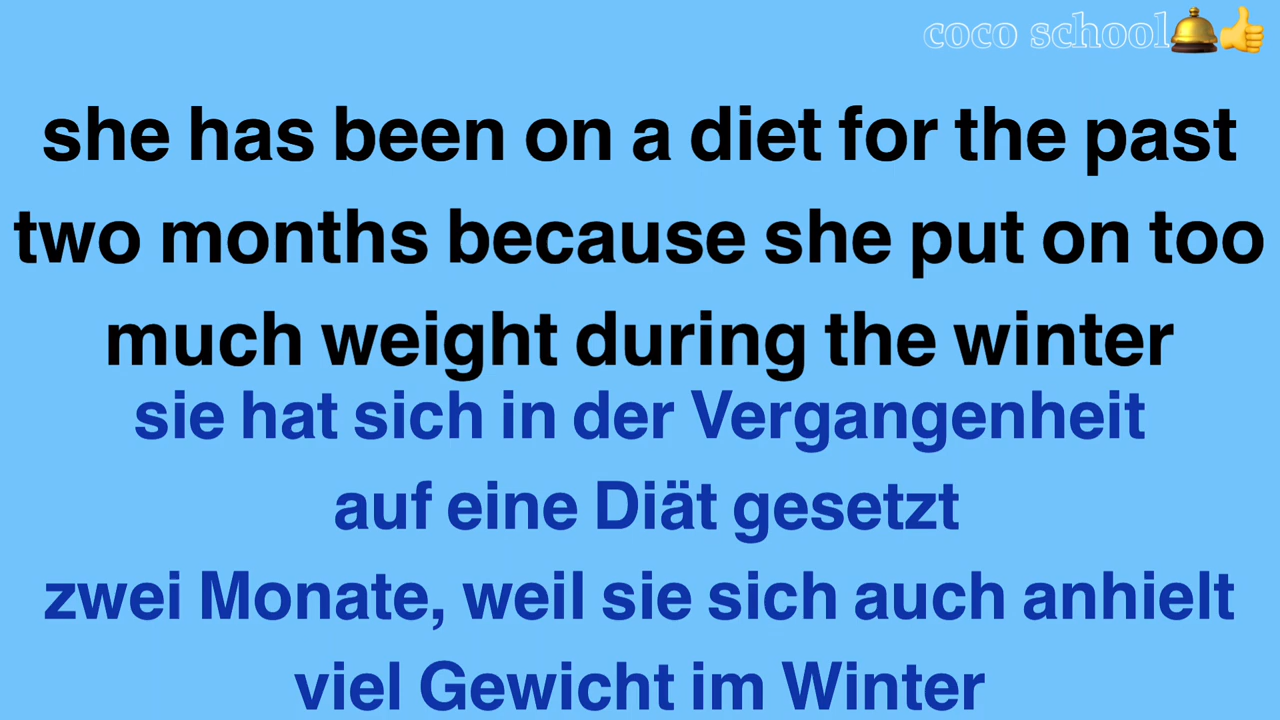 coco school🛎️👍
she has been on a diet for the past
two months because she put on too
much weight during the winter
sie hat sich in der Vergangenheit
auf eine Diät gesetzt
zwei Monate, weil sie sich auch anhielt
viel Gewicht im Winter